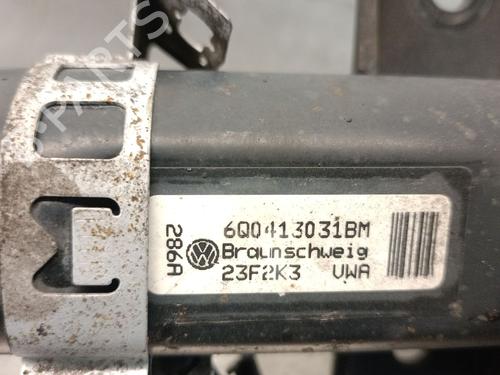 286A
6Q0413031BM
Braunschweig
23F2K3 VWA